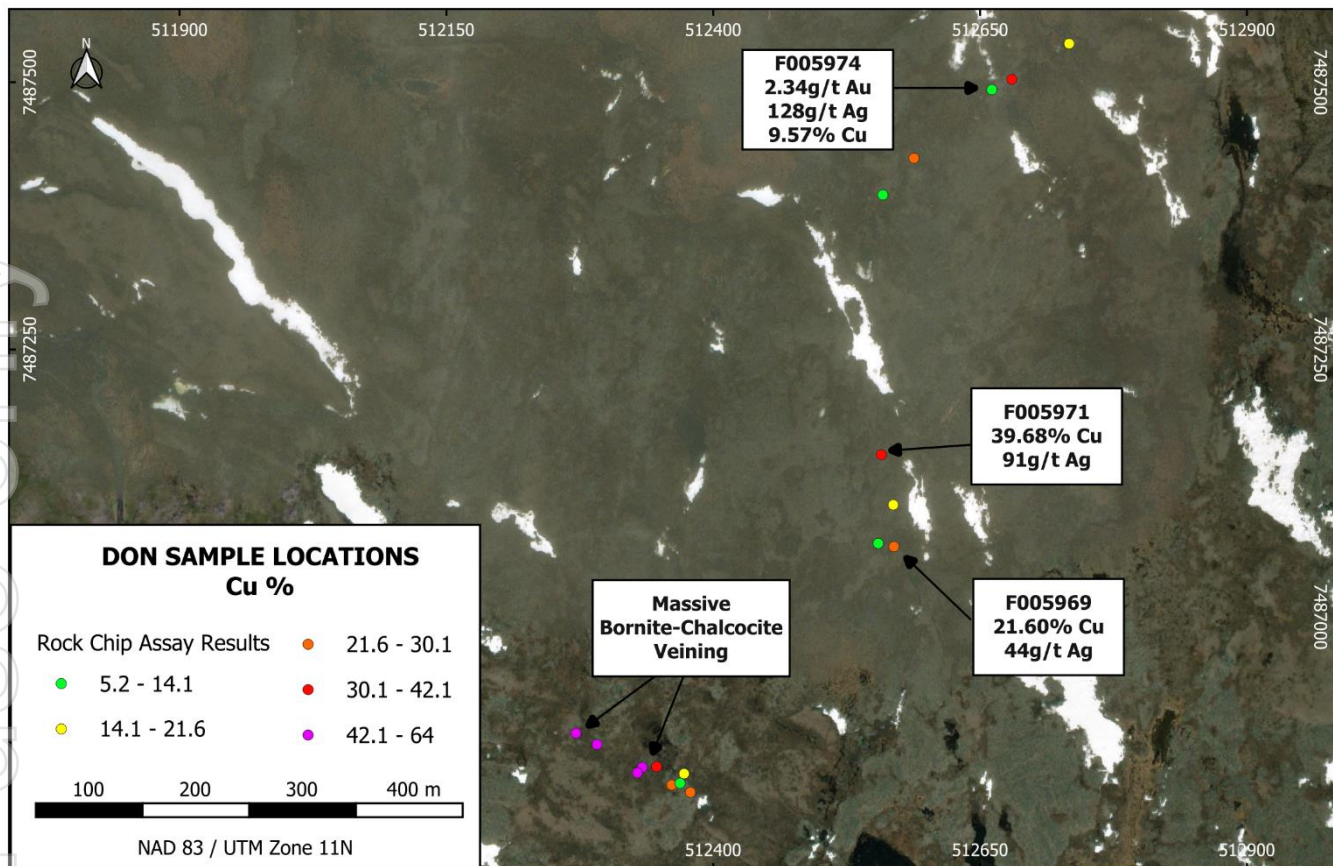 511900
512150
512400
512650
512900
N
7487500
7487500
F005974
2.34g/t Au
128g/t Ag
9.57% Cu
7487250
7487250
F005971
39.68% Cu
91g/t Ag
7487000
F005969
21.60% Cu
44g/t Ag
Massive
Bornite-Chalcocite
Veining
DON SAMPLE LOCATIONS
Cu %
Rock Chip Assay Results
5.2 - 14.1
14.1 - 21.6
21.6 - 30.1
30.1 - 42.1
42.1 - 64
100
200
300
400 m
NAD 83 / UTM Zone 11N
512400
512650
512900